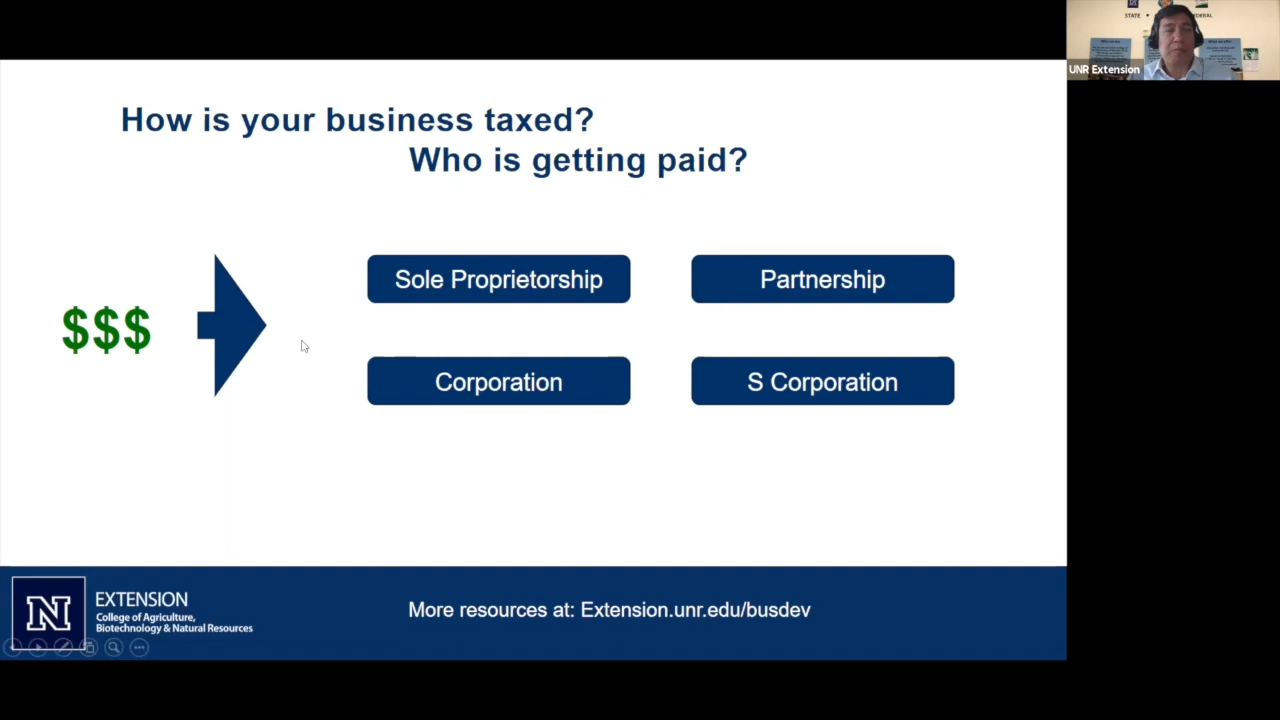 STATE
UNR Extension
How is your business taxed?
Who is getting paid?
$$$
Sole Proprietorship
Partnership
Corporation
S Corporation
N
EXTENSION
College of Agriculture,
Biotechnology & Natural Resources
More resources at: Extension.unr.edu/busdev